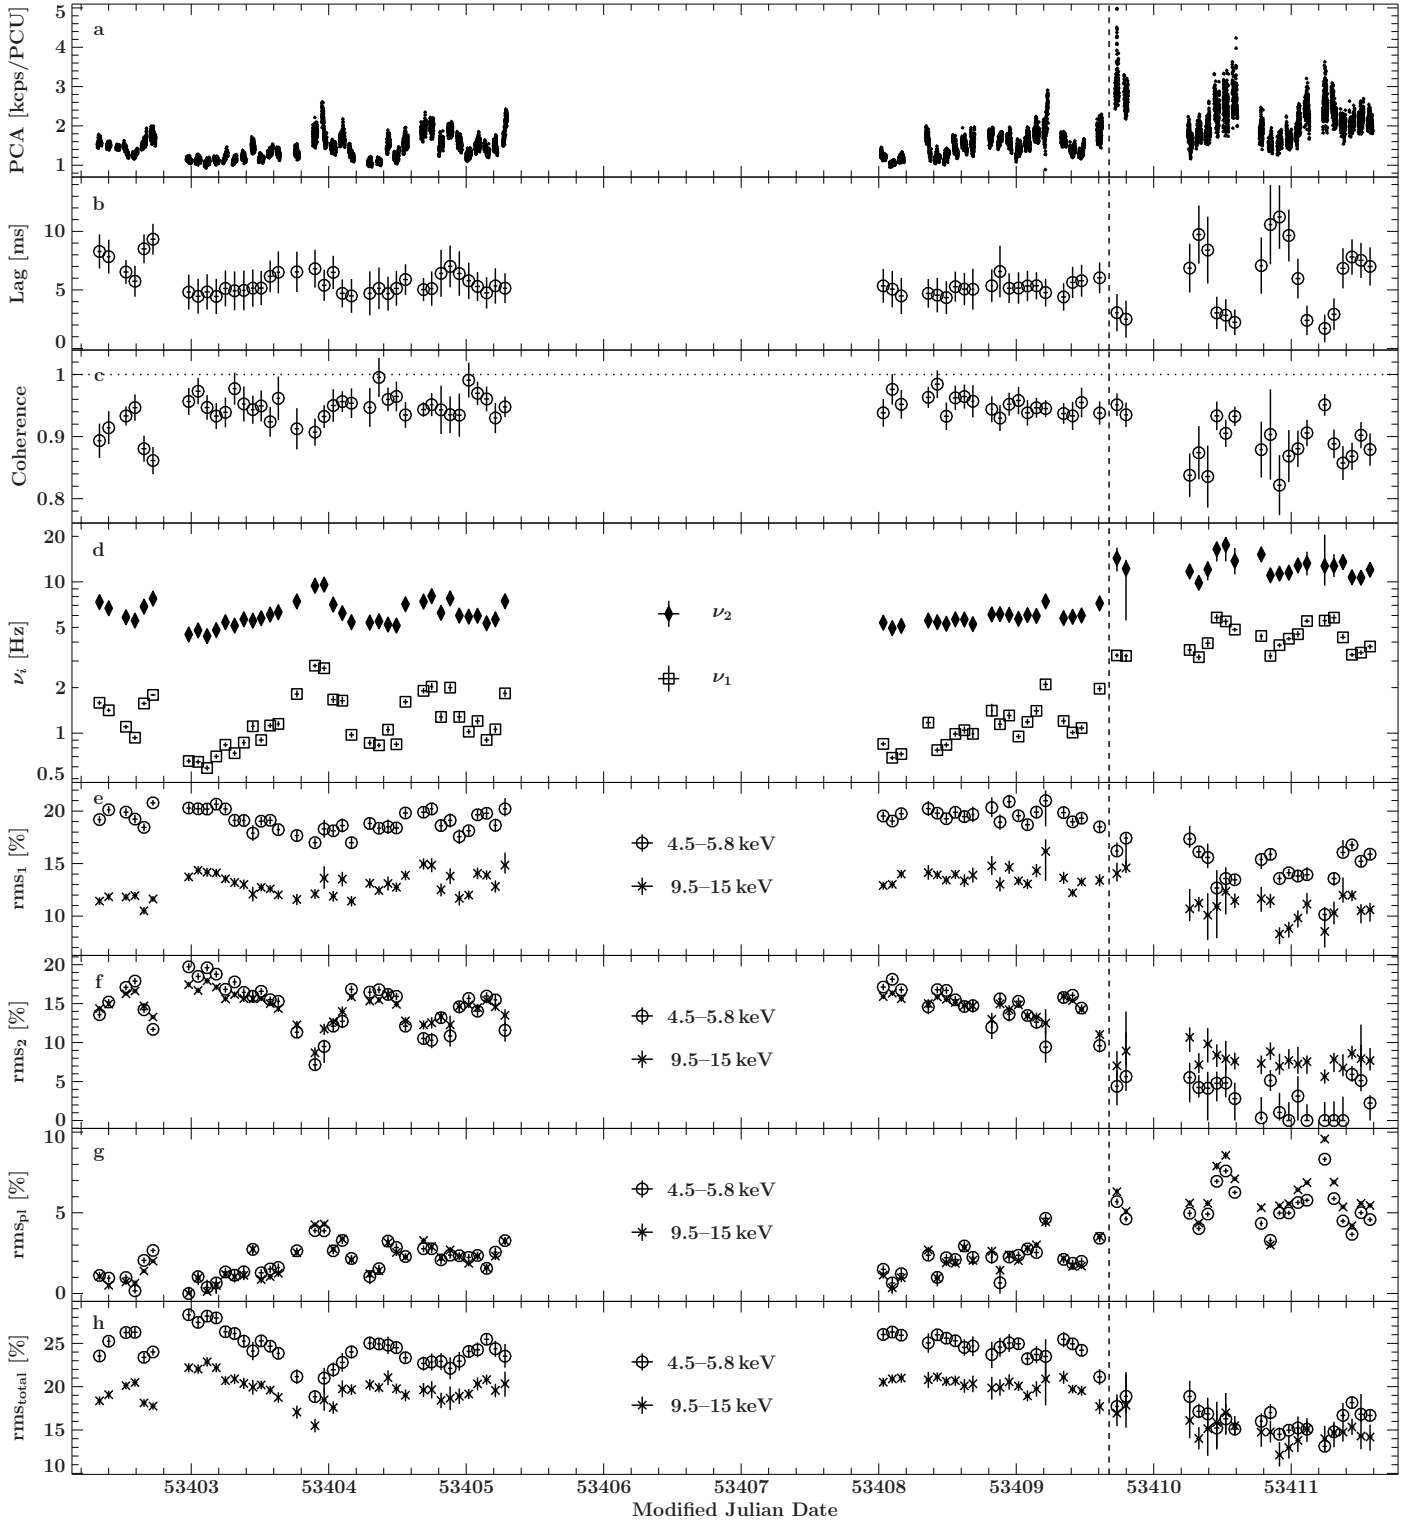 a
PCA [kcps/PCU]
5
4
3
2
1
b
Lag [ms]
10
5
0
c
Coherence
1
0.9
0.8
d
ν_i [Hz]
20
10
5
2
1
0.5
ν_2
ν_1
e
rms_1 [%]
20
15
10
4.5–5.8 keV
9.5–15 keV
f
rms_2 [%]
20
15
10
5
0
4.5–5.8 keV
9.5–15 keV
g
rms_pl [%]
10
5
0
4.5–5.8 keV
9.5–15 keV
h
rms_total [%]
25
20
15
10
4.5–5.8 keV
9.5–15 keV
53403 53404 53405 53406 53407 53408 53409 53410 53411
Modified Julian Date